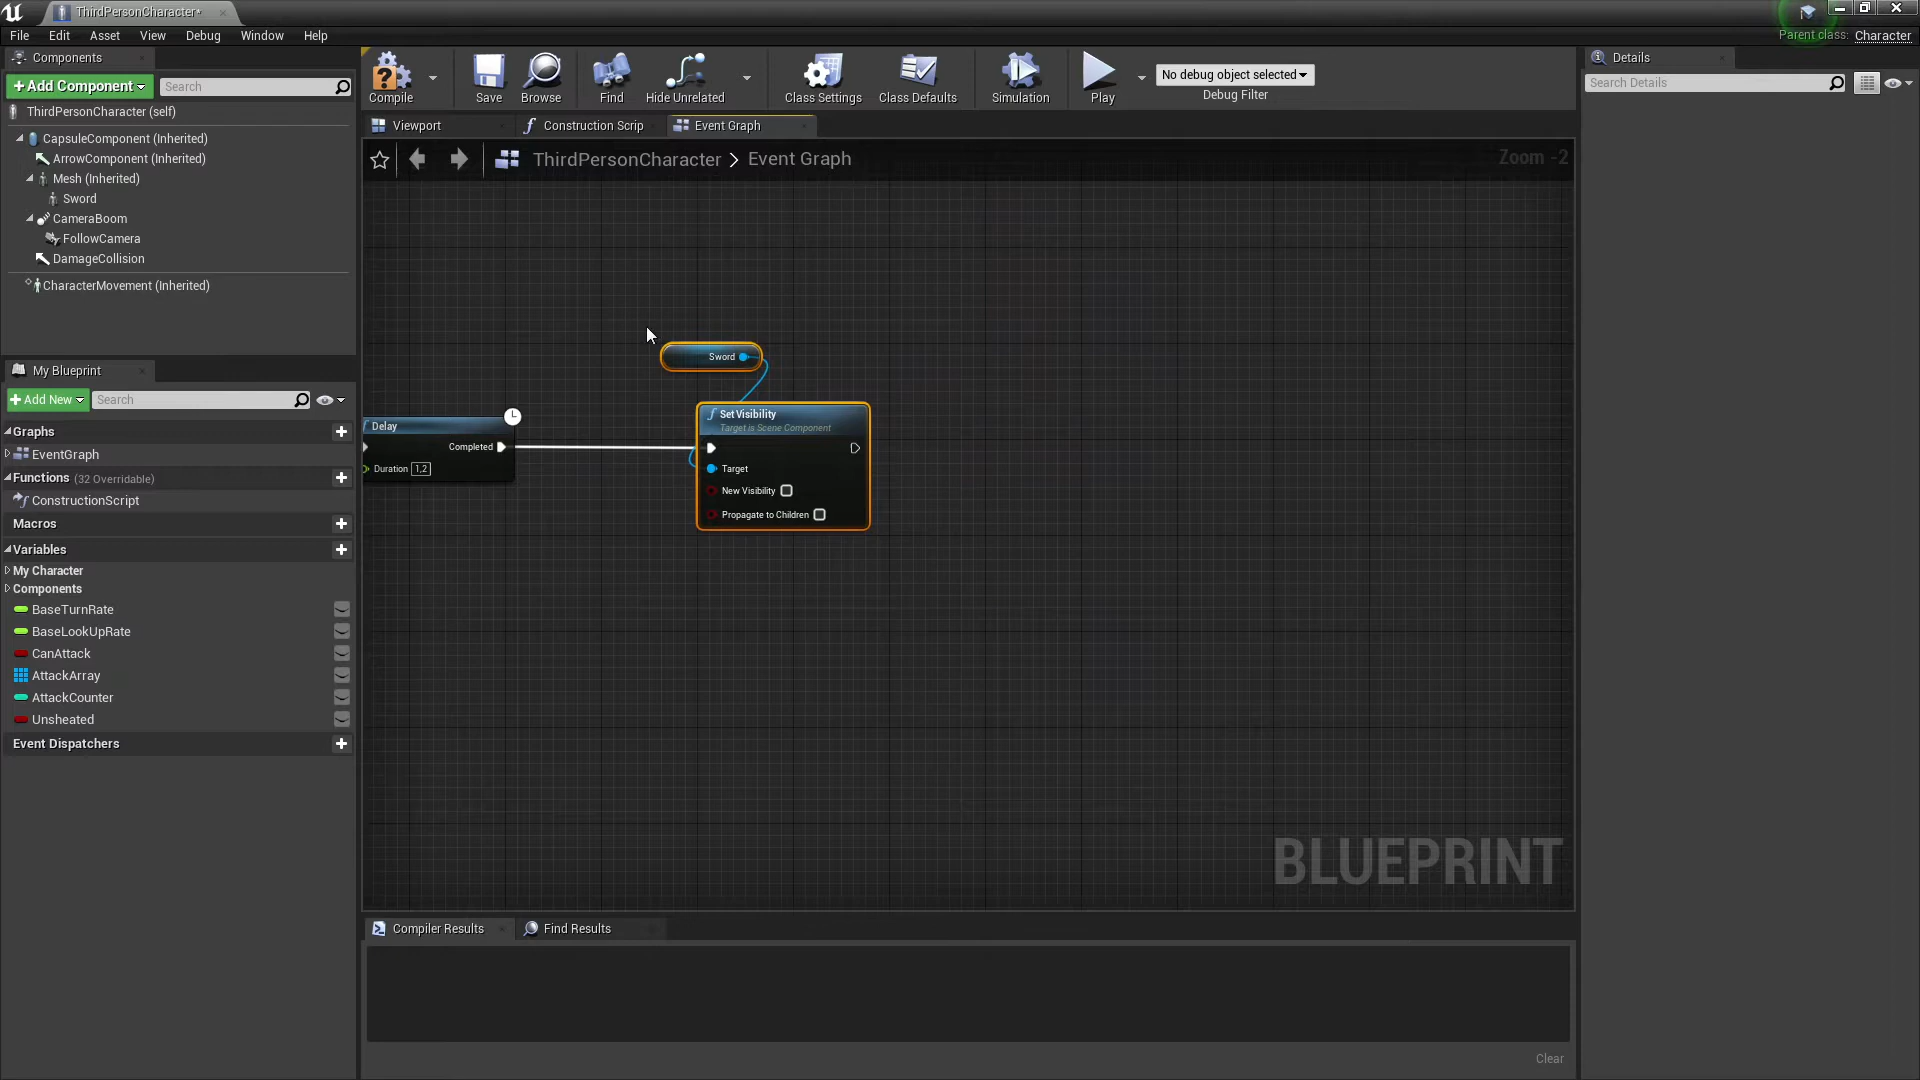 ThirdPersonCharacter*
File Edit Asset View Debug Window Help
Parent class: Character
Components
+Add Component
Search
ThirdPersonCharacter (self)
CapsuleComponent (Inherited)
ArrowComponent (Inherited)
Mesh (Inherited)
Sword
CameraBoom
FollowCamera
DamageCollision
CharacterMovement (Inherited)
My Blueprint
+Add New
Search
Graphs
EventGraph
Functions (32 Overridable)
ConstructionScript
Macros
Variables
My Character
Components
BaseTurnRate
BaseLookUpRate
CanAttack
AttackArray
AttackCounter
Unsheated
Event Dispatchers
Compile
Save
Browse
Find
Hide Unrelated
Class Settings
Class Defaults
Simulation
Play
No debug object selected
Debug Filter
Viewport
Construction Scrip
Event Graph
ThirdPersonCharacter > Event Graph
Zoom -2
Sword
Delay
Completed
Duration 1,2
SetVisibility
Target is Scene Component
Target
New Visibility
Propagate to Children
BLUEPRINT
Compiler Results
Find Results
Clear
Details
Search Details